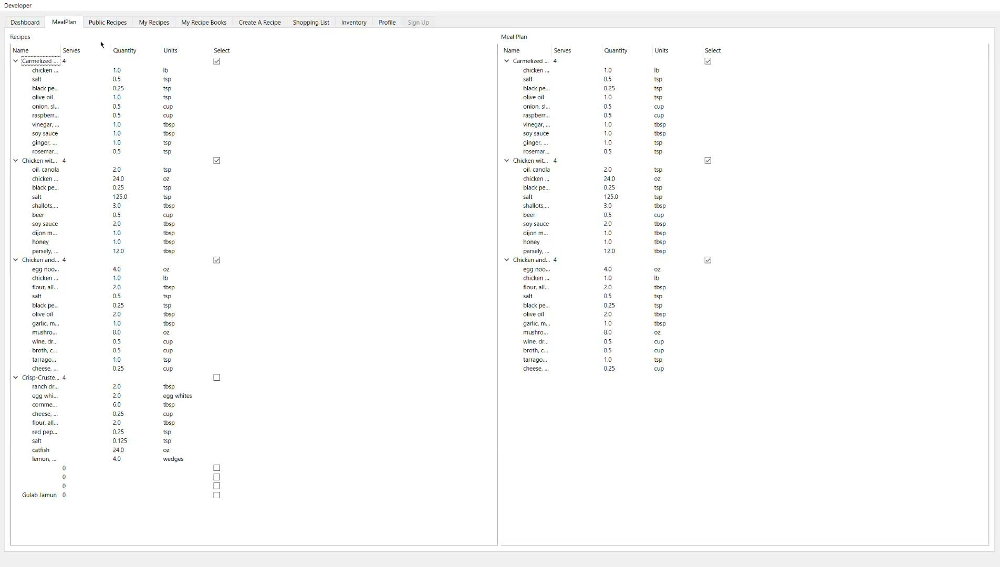 Developer
Dashboard MealPlan Public Recipes My Recipes My Recipe Books Create A Recipe Shopping List Inventory Profile Sign Up
Recipes
Name Serves Quantity Units Select
Carmelized ... 4
chicken ... 1.0 lb
salt 0.5 tsp
black pe... 0.25 tsp
olive oil 1.0 tsp
onion, sl... 0.5 cup
raspberr... 0.5 cup
vinegar, ... 1.0 tbsp
soy sauce 1.0 tbsp
ginger, ... 1.0 tsp
rosemar... 0.5 tsp
Chicken wit... 4
oil, canola 2.0 tsp
chicken ... 24.0 oz
black pe... 0.25 tsp
salt 125.0 tsp
shallots,... 3.0 tbsp
beer 0.5 cup
soy sauce 2.0 tbsp
dijon m... 1.0 tbsp
honey 1.0 tbsp
parsely, ... 12.0 tbsp
Chicken and... 4
egg noo... 4.0 oz
chicken ... 1.0 lb
flour, all... 2.0 tbsp
salt 0.5 tsp
black pe... 0.25 tsp
olive oil 2.0 tbsp
garlic, m... 1.0 tbsp
mushro... 8.0 oz
wine, dr... 0.5 cup
broth, c... 0.5 cup
tarrago... 1.0 tsp
cheese, ... 0.25 cup
Crisp-Cruste... 4
ranch dr... 2.0 tbsp
egg whi... 2.0 egg whites
cornme... 6.0 tbsp
cheese, ... 0.25 cup
flour, all... 2.0 tbsp
red pep... 0.25 tsp
salt 0.125 tsp
catfish 24.0 oz
lemon, ... 4.0 wedges
0
0
0
Gulab Jamun 0
Meal Plan
Name Serves Quantity Units Select
Carmelized ... 4
chicken ... 1.0 lb
salt 0.5 tsp
black pe... 0.25 tsp
olive oil 1.0 tsp
onion, sl... 0.5 cup
raspberr... 0.5 cup
vinegar, ... 1.0 tbsp
soy sauce 1.0 tbsp
ginger, ... 1.0 tsp
rosemar... 0.5 tsp
Chicken wit... 4
oil, canola 2.0 tsp
chicken ... 24.0 oz
black pe... 0.25 tsp
salt 125.0 tsp
shallots,... 3.0 tbsp
beer 0.5 cup
soy sauce 2.0 tbsp
dijon m... 1.0 tbsp
honey 1.0 tbsp
parsely, ... 12.0 tbsp
Chicken and... 4
egg noo... 4.0 oz
chicken ... 1.0 lb
flour, all... 2.0 tbsp
salt 0.5 tsp
black pe... 0.25 tsp
olive oil 2.0 tbsp
garlic, m... 1.0 tbsp
mushro... 8.0 oz
wine, dr... 0.5 cup
broth, c... 0.5 cup
tarrago... 1.0 tsp
cheese, ... 0.25 cup